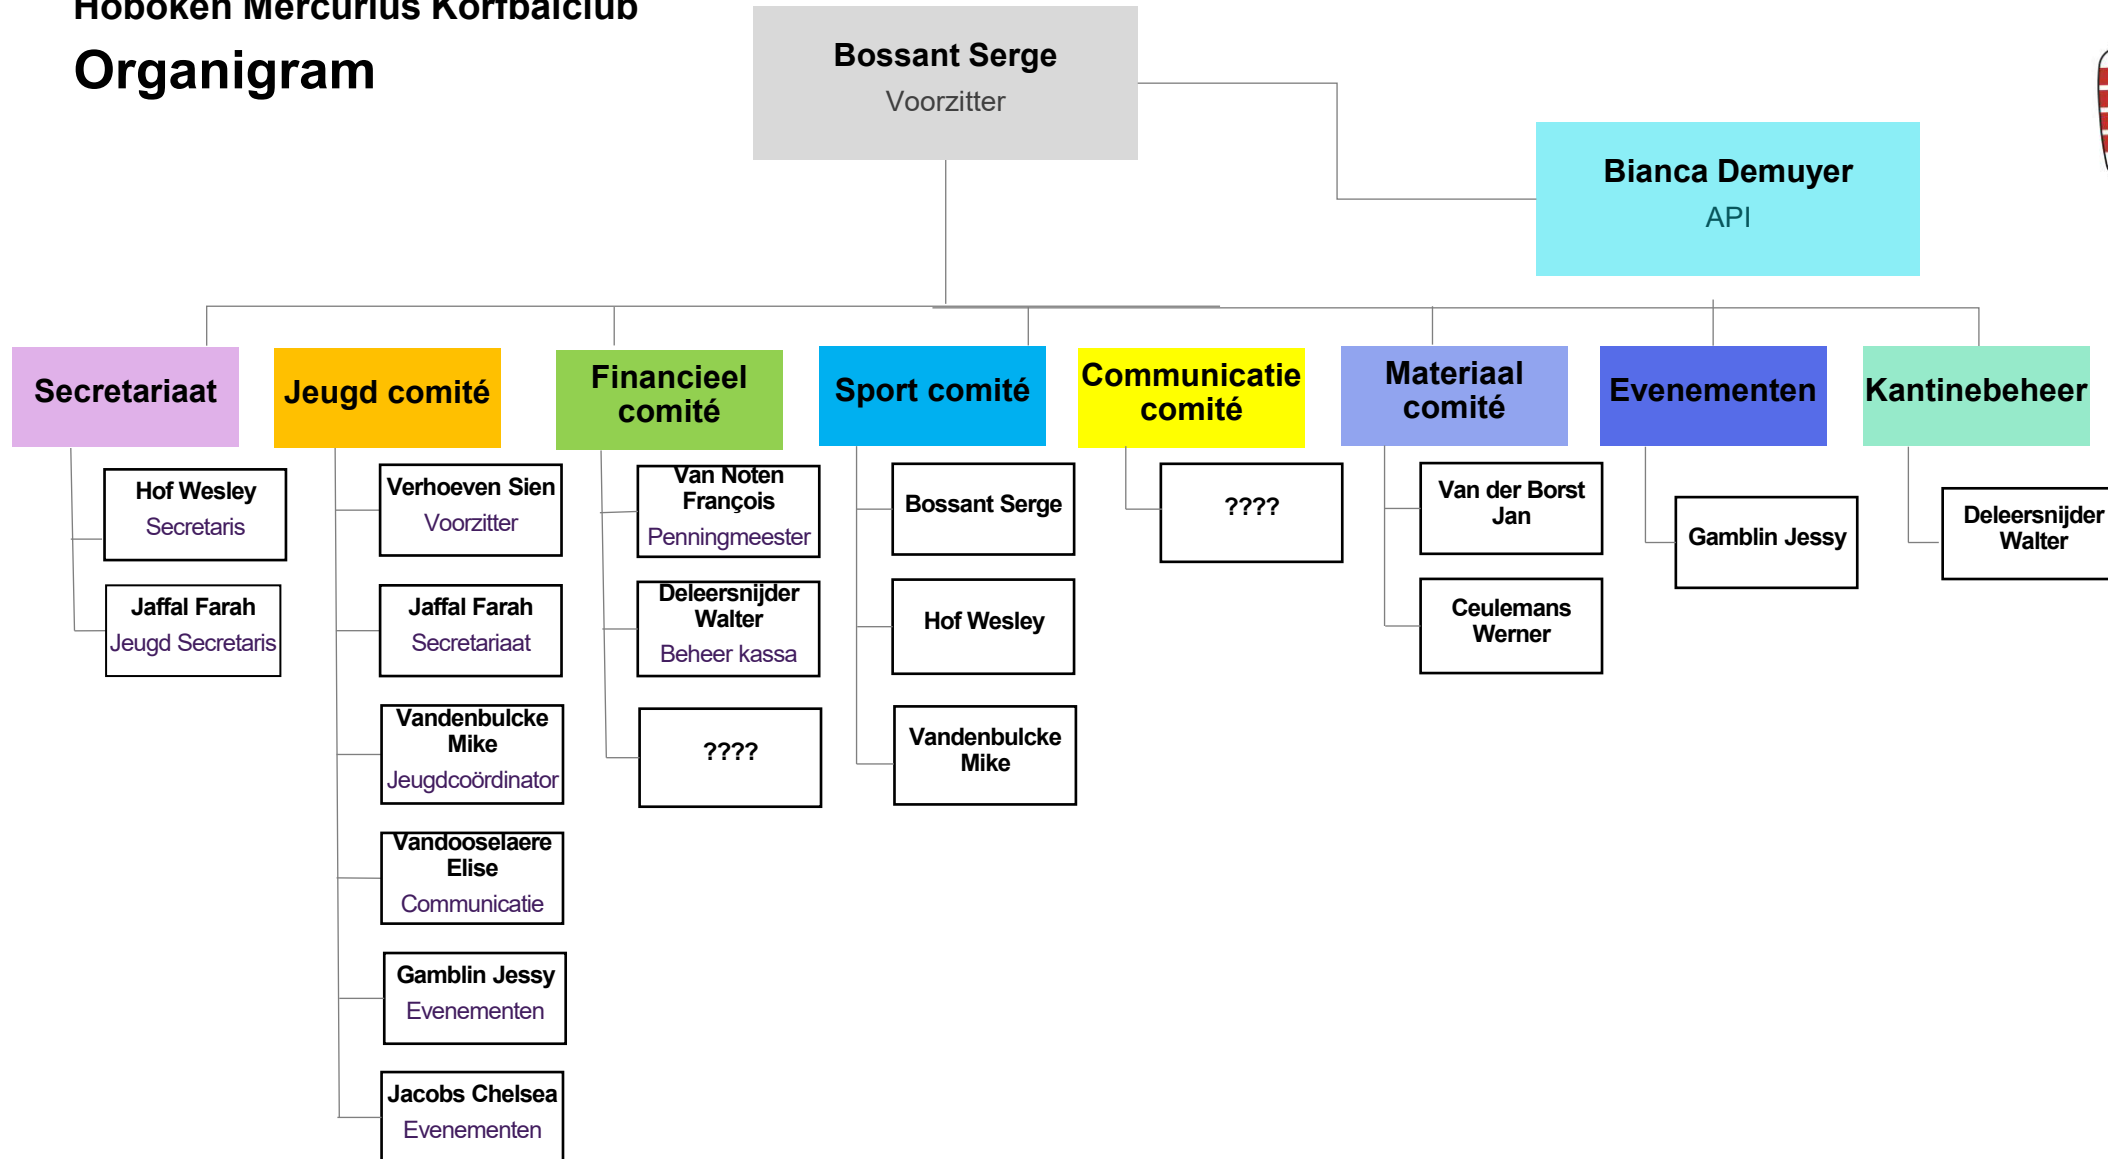 Hoboken Mercurius Korfbalclub
Organigram
Bossant Serge
Voorzitter
Bianca Demuyer
API
Secretariaat
Hof Wesley
Secretaris
Jaffal Farah
Jeugd Secretaris
Jeugd comité
Verhoeven Sien
Voorzitter
Jaffal Farah
Secretariaat
Vandenbulcke
Mike
Jeugdcoördinator
Vandooselaere
Elise
Communicatie
Gamblin Jessy
Evenementen
Jacobs Chelsea
Evenementen
Financieel
comité
Van Noten
François
Penningmeester
Deleersnijder
Walter
Beheer kassa
????
Sport comité
Bossant Serge
Hof Wesley
Vandenbulcke
Mike
Communicatie
comité
????
Materiaal
comité
Van der Borst
Jan
Ceulemans
Werner
Evenementen
Gamblin Jessy
Kantinebeheer
Deleersnijder
Walter